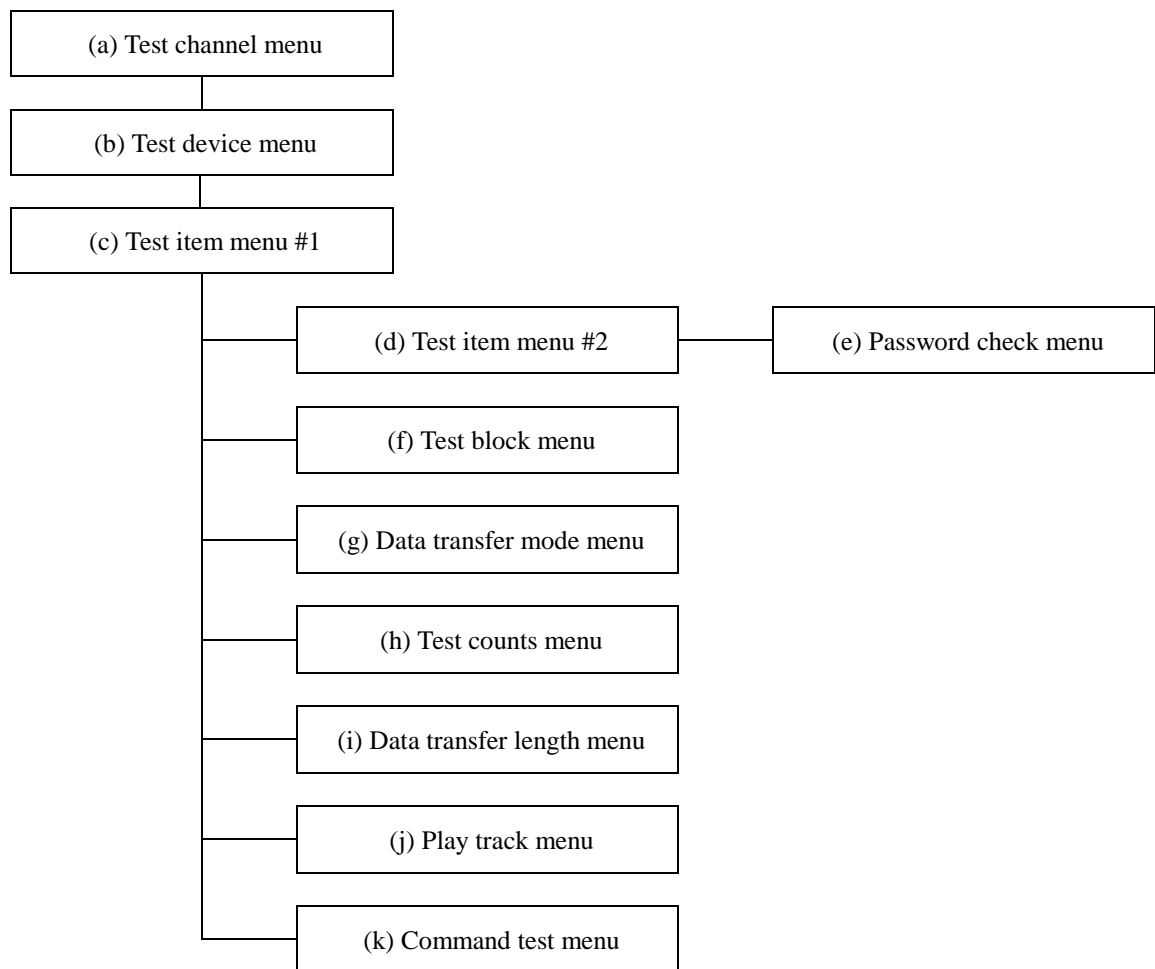 (a) Test channel menu
(b) Test device menu
(c) Test item menu #1
(d) Test item menu #2
(e) Password check menu
(f) Test block menu
(g) Data transfer mode menu
(h) Test counts menu
(i) Data transfer length menu
(j) Play track menu
(k) Command test menu